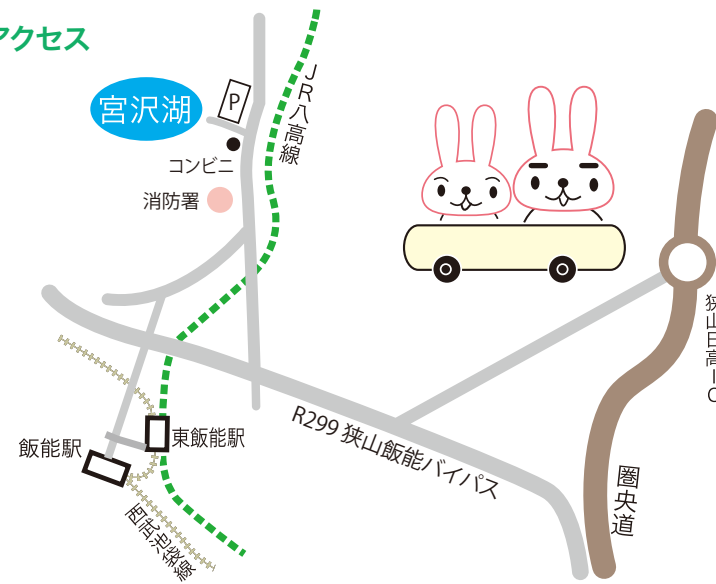 アクセス
宮沢湖
P
コンビニ
消防署
JR八高線
狭山日高IC
R299 狭山飯能バイパス
飯能駅
東飯能駅
西武池袋線
圏央道